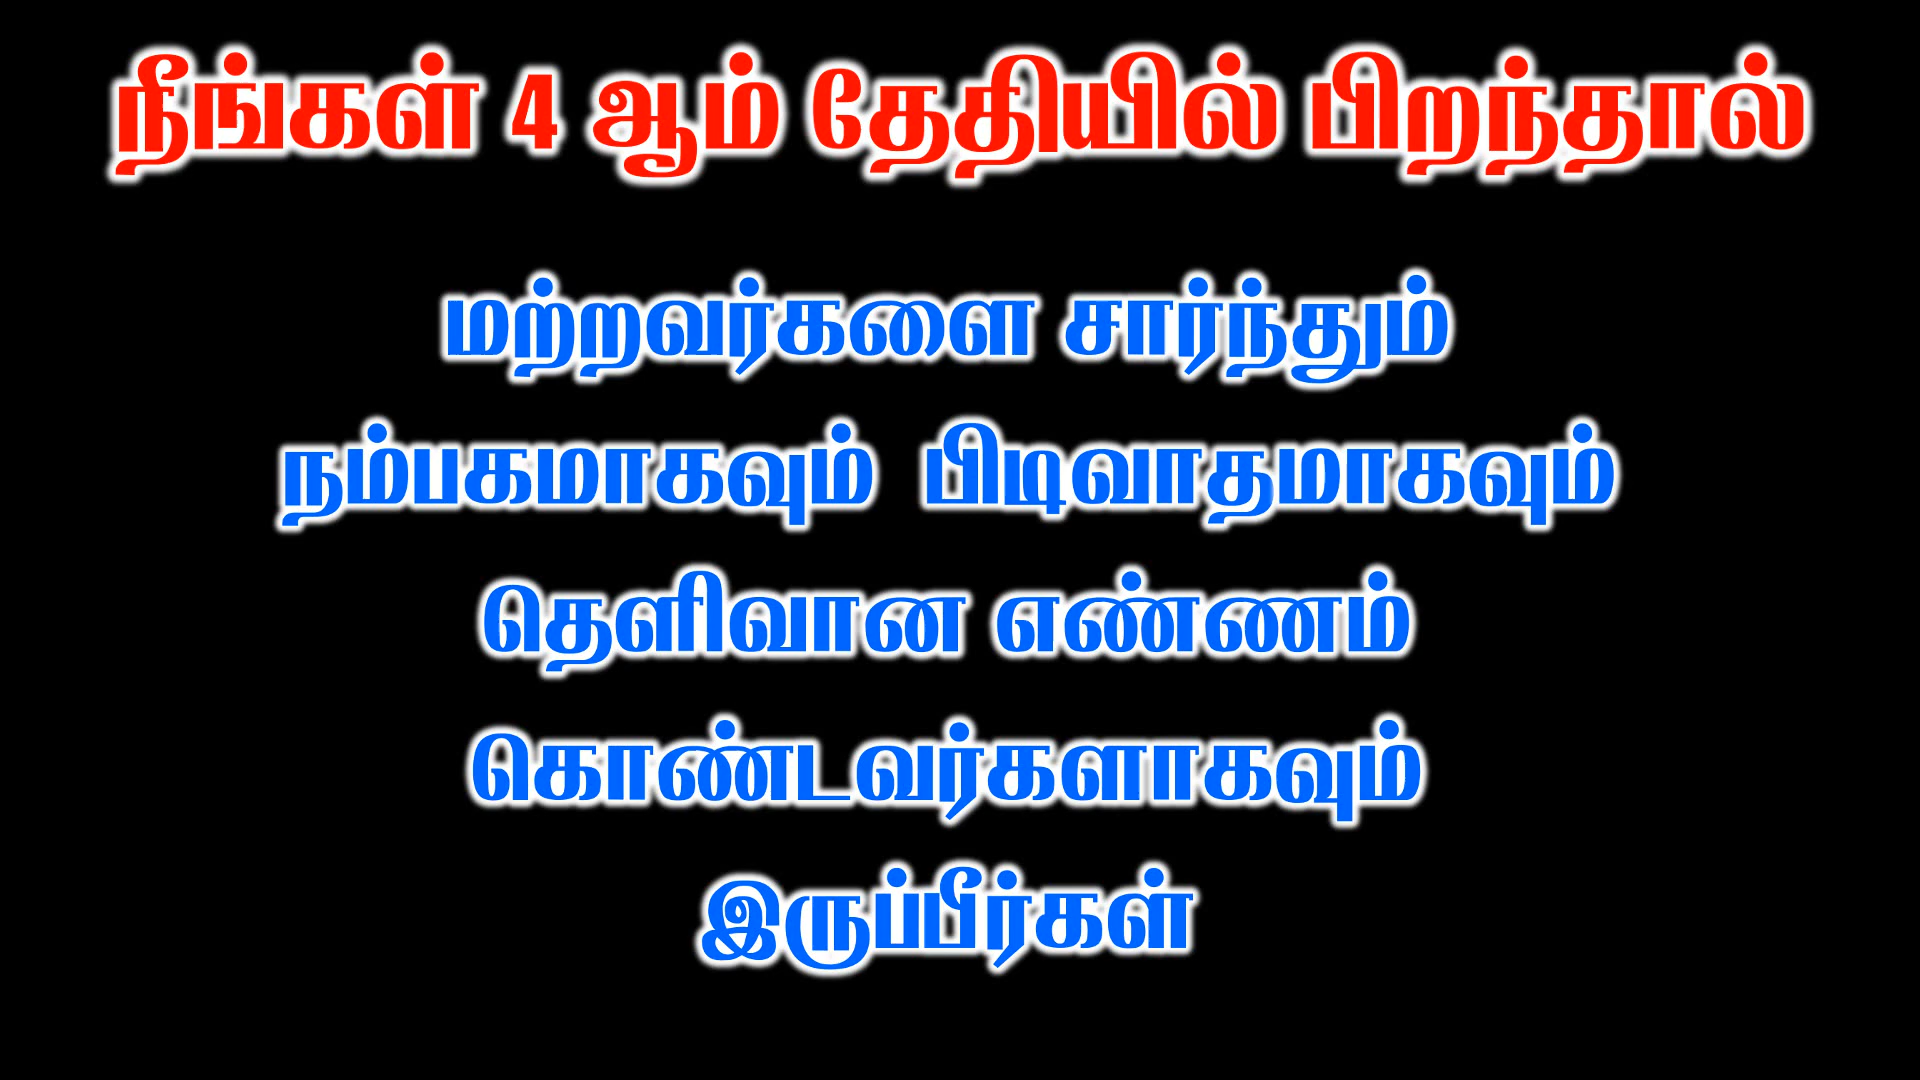 நீங்கள் 4 ஆம் தேதியில் பிறந்தால்
மற்றவர்களை சார்ந்தும்
நம்பகமாகவும் பிடிவாதமாகவும்
தெளிவான எண்ணம்
கொண்டவர்களாகவும்
இருப்பீர்கள்